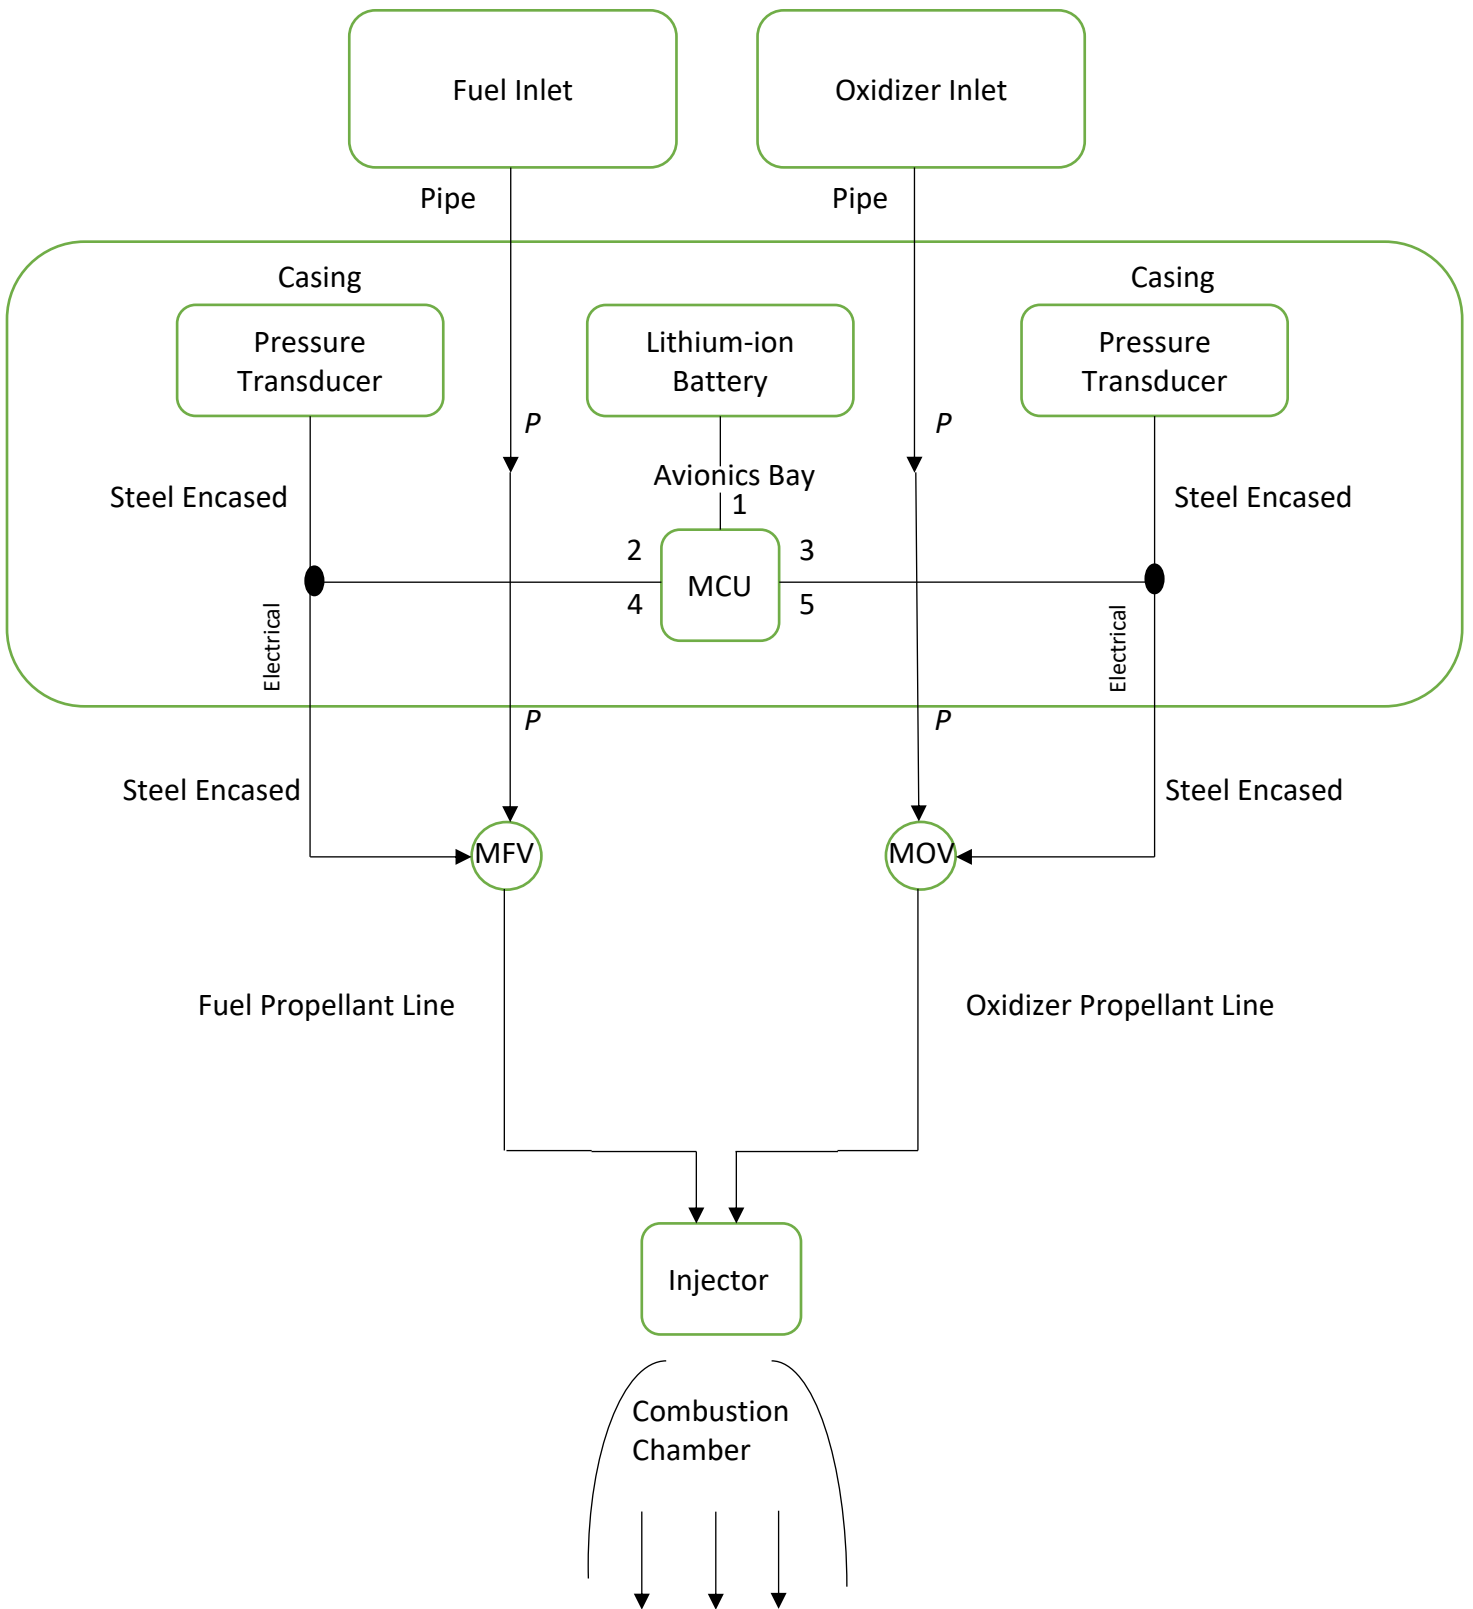 Fuel Inlet
Oxidizer Inlet
Pipe
Pipe
Casing
Casing
Pressure
Transducer
Lithium-ion
Battery
Pressure
Transducer
P
P
Avionics Bay
Steel Encased
1
Steel Encased
2
3
MCU
4
5
Electrical
Electrical
P
P
Steel Encased
Steel Encased
MFV
MOV
Fuel Propellant Line
Oxidizer Propellant Line
Injector
Combustion
Chamber